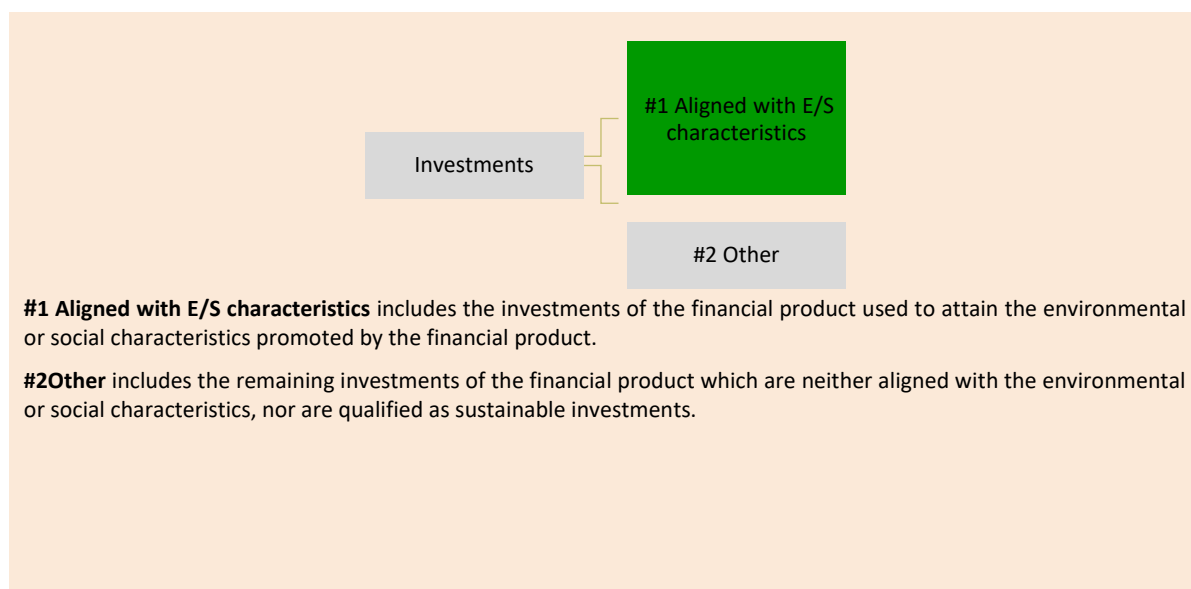 #1 Aligned with E/S
characteristics
Investments
#2 Other
#1 Aligned with E/S characteristics includes the investments of the financial product used to attain the environmental
or social characteristics promoted by the financial product.
#2Other includes the remaining investments of the financial product which are neither aligned with the environmental
or social characteristics, nor are qualified as sustainable investments.